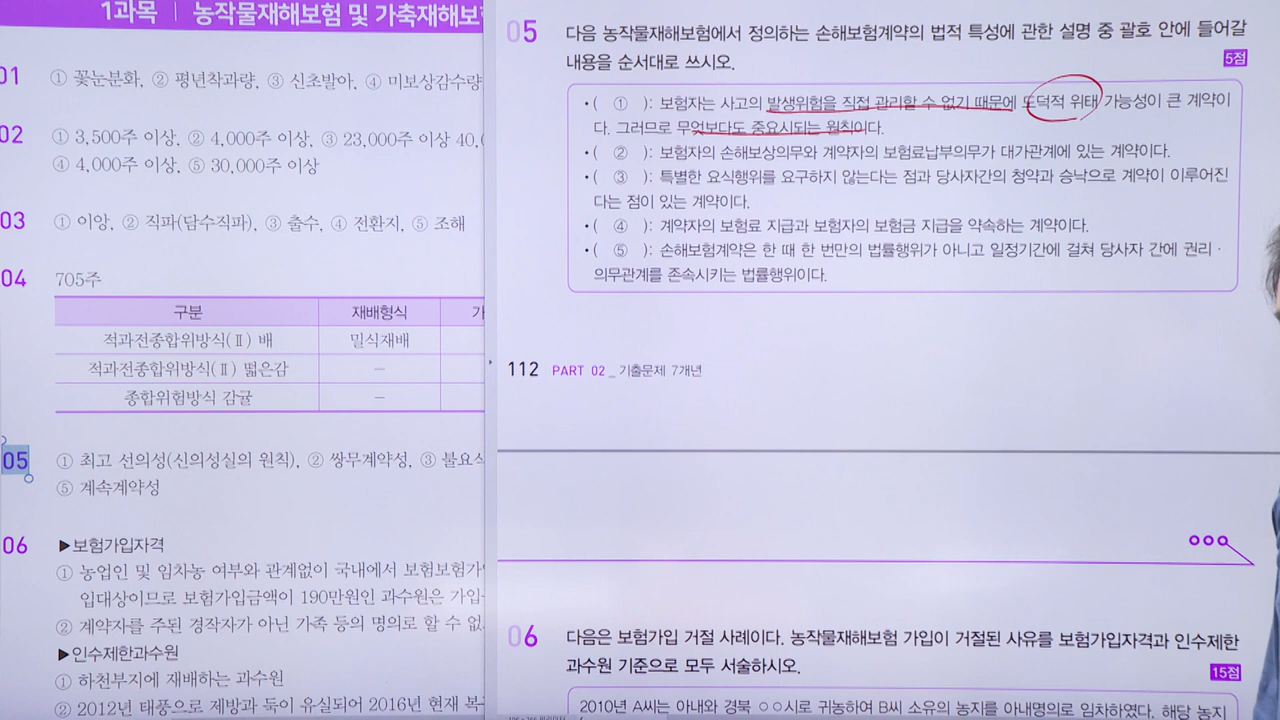 1과목 | 농작물재해보험 및 가축재해보험
01 ① 꽃눈분화, ② 평년착과량, ③ 신초발아, ④ 미보상감수량
02 ① 3,500주 이상, ② 4,000주 이상, ③ 23,000주 이상 40,0
④ 4,000주 이상, ⑤ 30,000주 이상
03 ① 이앙, ② 직파(담수직파), ③ 출수, ④ 전환지, ⑤ 조해
04 705주
구분 재배형식 가
적과전종합위방식(Ⅱ) 배 밀식재배
적과전종합위방식(Ⅱ) 떫은감 –
종합위험방식 감귤 –
05 ① 최고 선의성(신의성실의 원칙), ② 쌍무계약성, ③ 불요식
⑤ 계속계약성
06 ▶보험가입자격
① 농업인 및 임차농 여부와 관계없이 국내에서 보험보험가입
입대상이므로 보험가입금액이 190만원인 과수원은 가입
② 계약자를 주된 경작자가 아닌 가족 등의 명의로 할 수 없
▶인수제한과수원
① 하천부지에 재배하는 과수원
② 2012년 태풍으로 제방과 둑이 유실되어 2016년 현재 복구
05 다음 농작물재해보험에서 정의하는 손해보험계약의 법적 특성에 관한 설명 중 괄호 안에 들어갈
내용을 순서대로 쓰시오. 5점
• ( ① ): 보험자는 사고의 발생위험을 직접 관리할 수 없기 때문에 도덕적 위태 가능성이 큰 계약이
다. 그러므로 무엇보다도 중요시되는 원칙이다.
• ( ② ): 보험자의 손해보상의무와 계약자의 보험료납부의무가 대가관계에 있는 계약이다.
• ( ③ ): 특별한 요식행위를 요구하지 않는다는 점과 당사자간의 청약과 승낙으로 계약이 이루어진
다는 점이 있는 계약이다.
• ( ④ ): 계약자의 보험료 지급과 보험자의 보험금 지급을 약속하는 계약이다.
• ( ⑤ ): 손해보험계약은 한 때 한 번만의 법률행위가 아니고 일정기간에 걸쳐 당사자 간에 권리 ·
의무관계를 존속시키는 법률행위이다.
112 PART 02 _ 기출문제 7개년
06 다음은 보험가입 거절 사례이다. 농작물재해보험 가입이 거절된 사유를 보험가입자격과 인수제한
과수원 기준으로 모두 서술하시오. 15점
2010년 A씨는 아내와 경북 ○○시로 귀농하여 B씨 소유의 농지를 아내명의로 임차하였다. 해당 농지